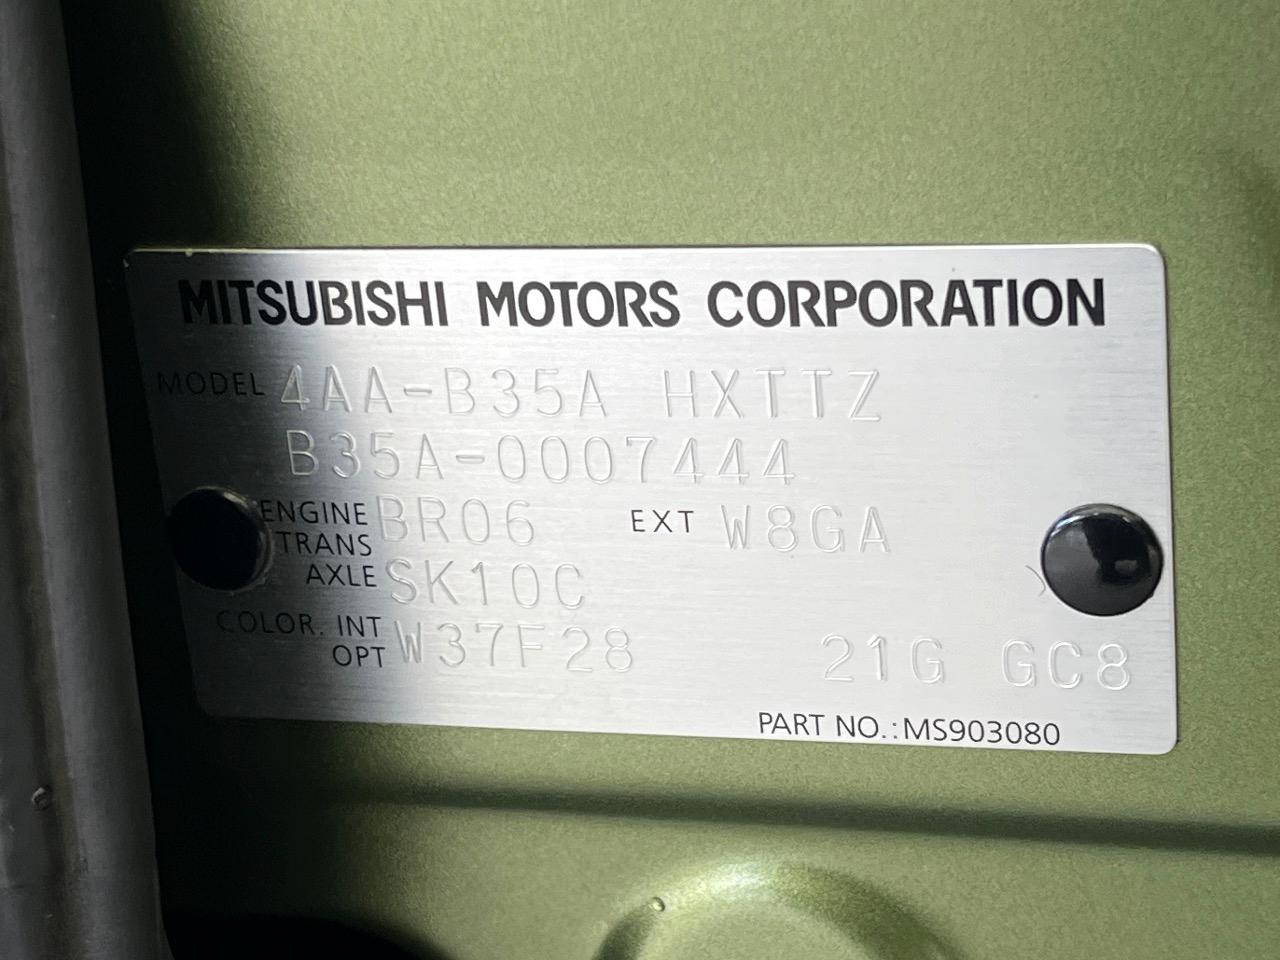 MITSUBISHI MOTORS CORPORATION
MODEL 4AA-B35A HXTTZ
B35A-0007444
ENGINE BR06 EXT W8GA
TRANS
AXLE SK10C
COLOR. INT
OPT W37F28 21G GC8
PART NO.:MS903080